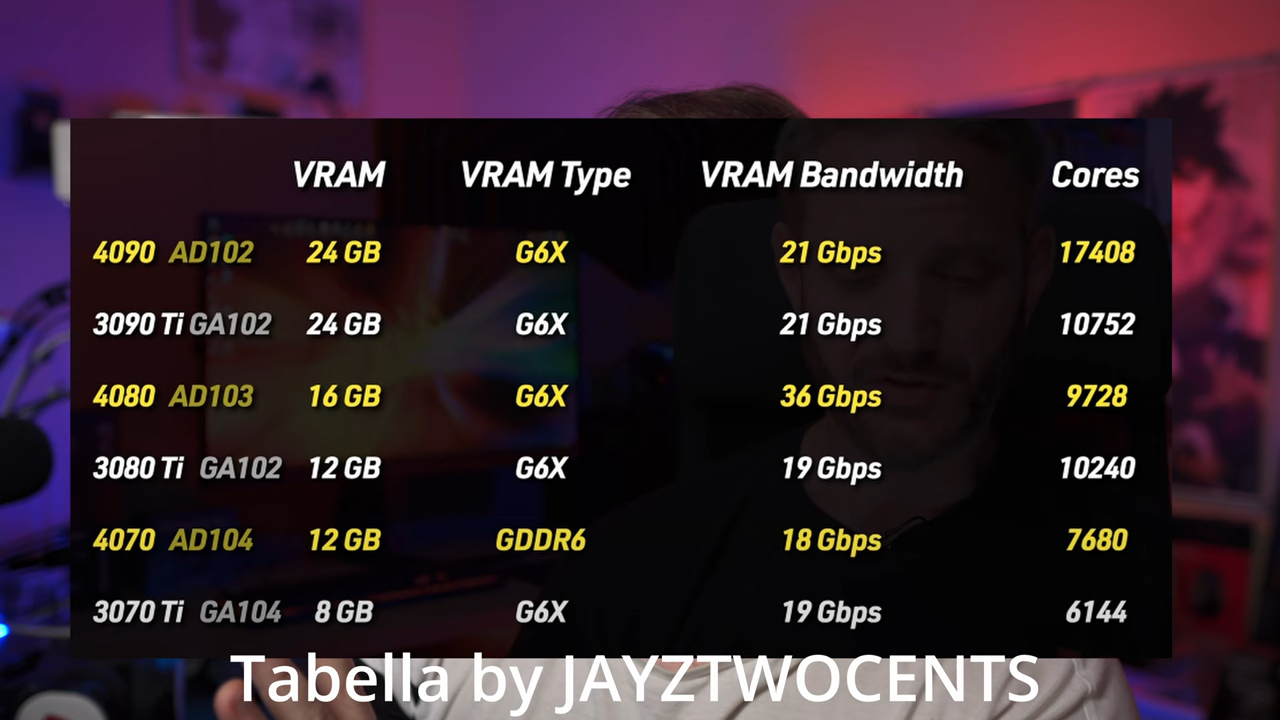 VRAM VRAM Type VRAM Bandwidth Cores
4090 AD102 24 GB G6X 21 Gbps 17408
3090 Ti GA102 24 GB G6X 21 Gbps 10752
4080 AD103 16 GB G6X 36 Gbps 9728
3080 Ti GA102 12 GB G6X 19 Gbps 10240
4070 AD104 12 GB GDDR6 18 Gbps 7680
3070 Ti GA104 8 GB G6X 19 Gbps 6144
Tabella by JAYZTWOCENTS